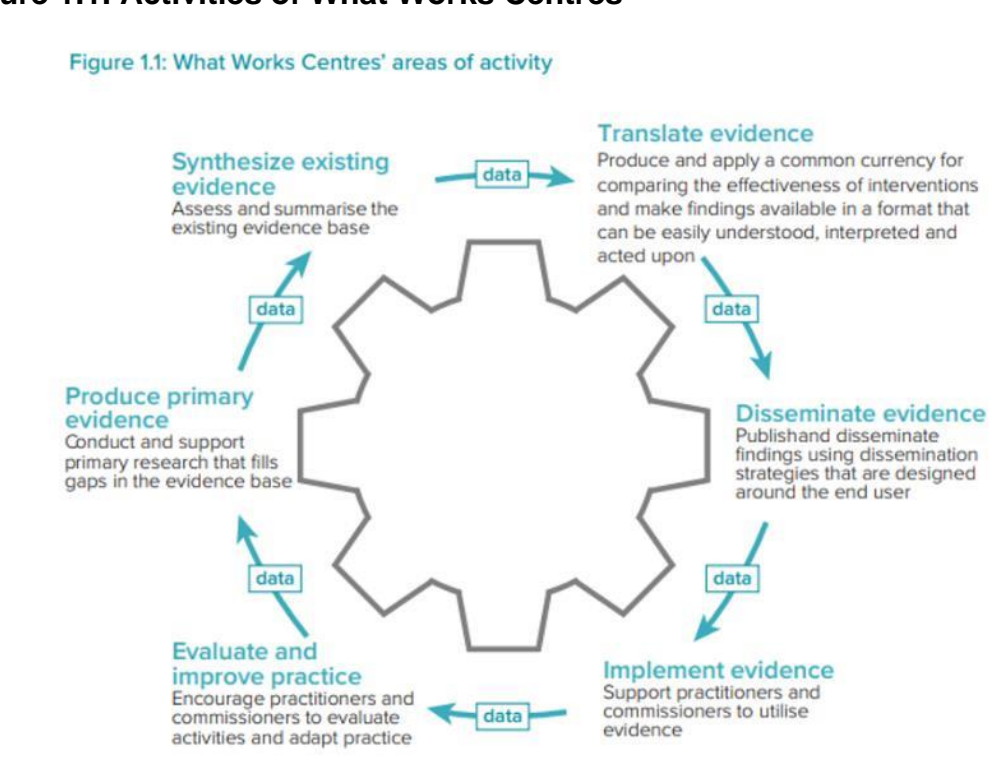 Figure 1.1: What Works Centres' areas of activity
Synthesize existing
evidence
Assess and summarise the
existing evidence base
data
Translate evidence
Produce and apply a common currency for
comparing the effectiveness of interventions
and make findings available in a format that
can be easily understood, interpreted and
acted upon
data
Disseminate evidence
Publishand disseminate
findings using dissemination
strategies that are designed
around the end user
data
Implement evidence
Support practitioners and
commissioners to utilise
evidence
data
Evaluate and
improve practice
Encourage practitioners and
commissioners to evaluate
activities and adapt practice
data
Produce primary
evidence
Conduct and support
primary research that fills
gaps in the evidence base
data